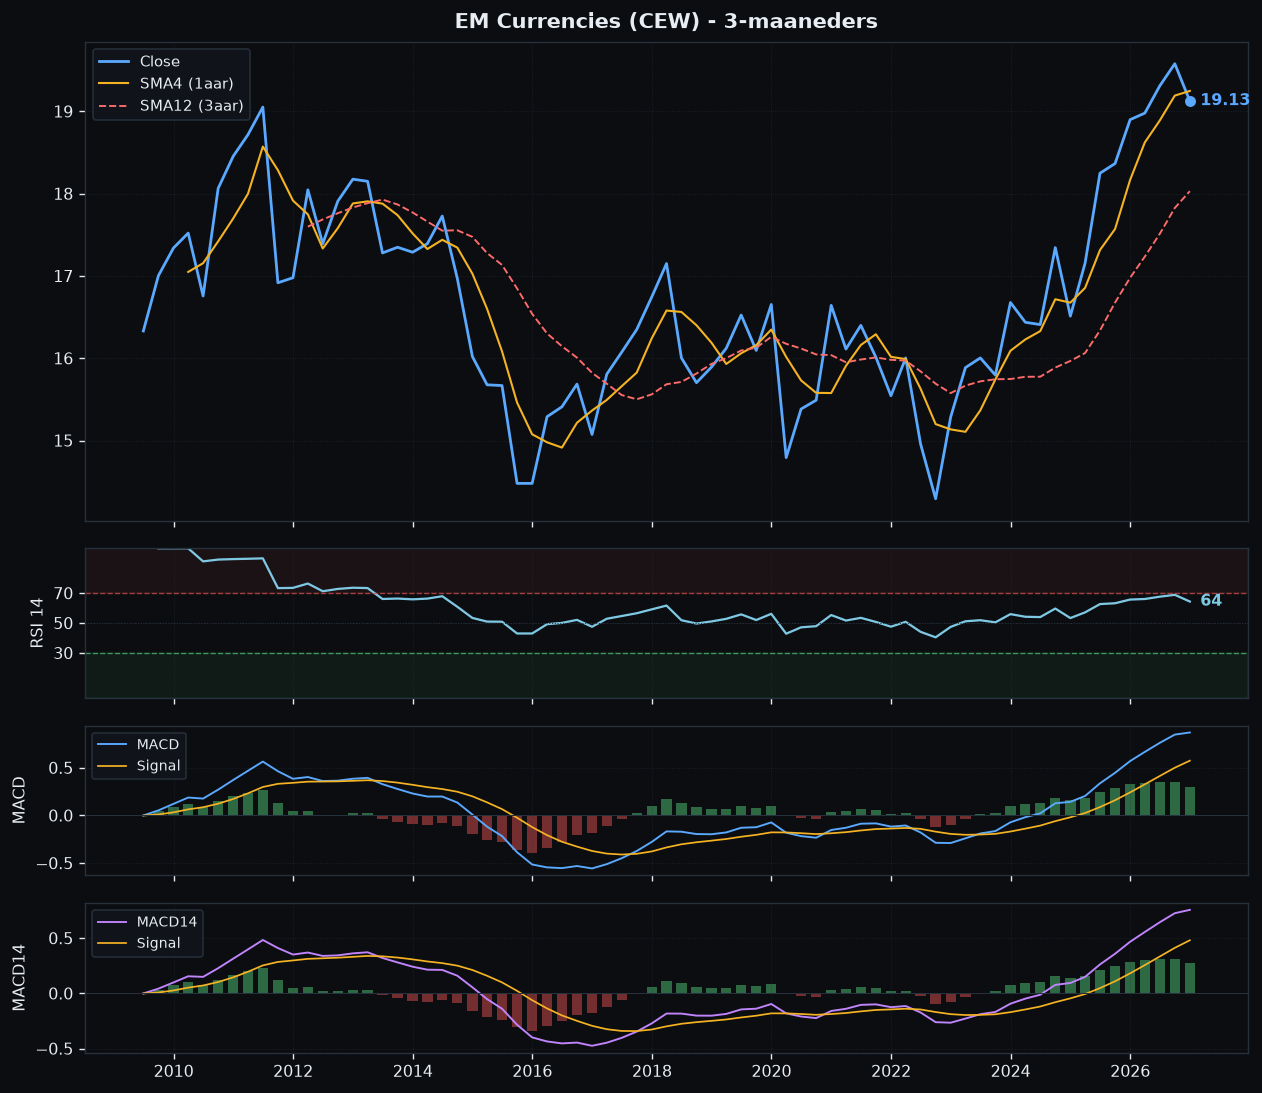 EM Currencies (CEW) - 3-maaneders
Close
SMA4 (1aar)
SMA12 (3aar)
19
18
17
16
15
19.13
RSI 14
70
50
30
64
MACD
MACD
Signal
0.5
0.0
−0.5
MACD14
MACD14
Signal
0.5
0.0
−0.5
2010 2012 2014 2016 2018 2020 2022 2024 2026